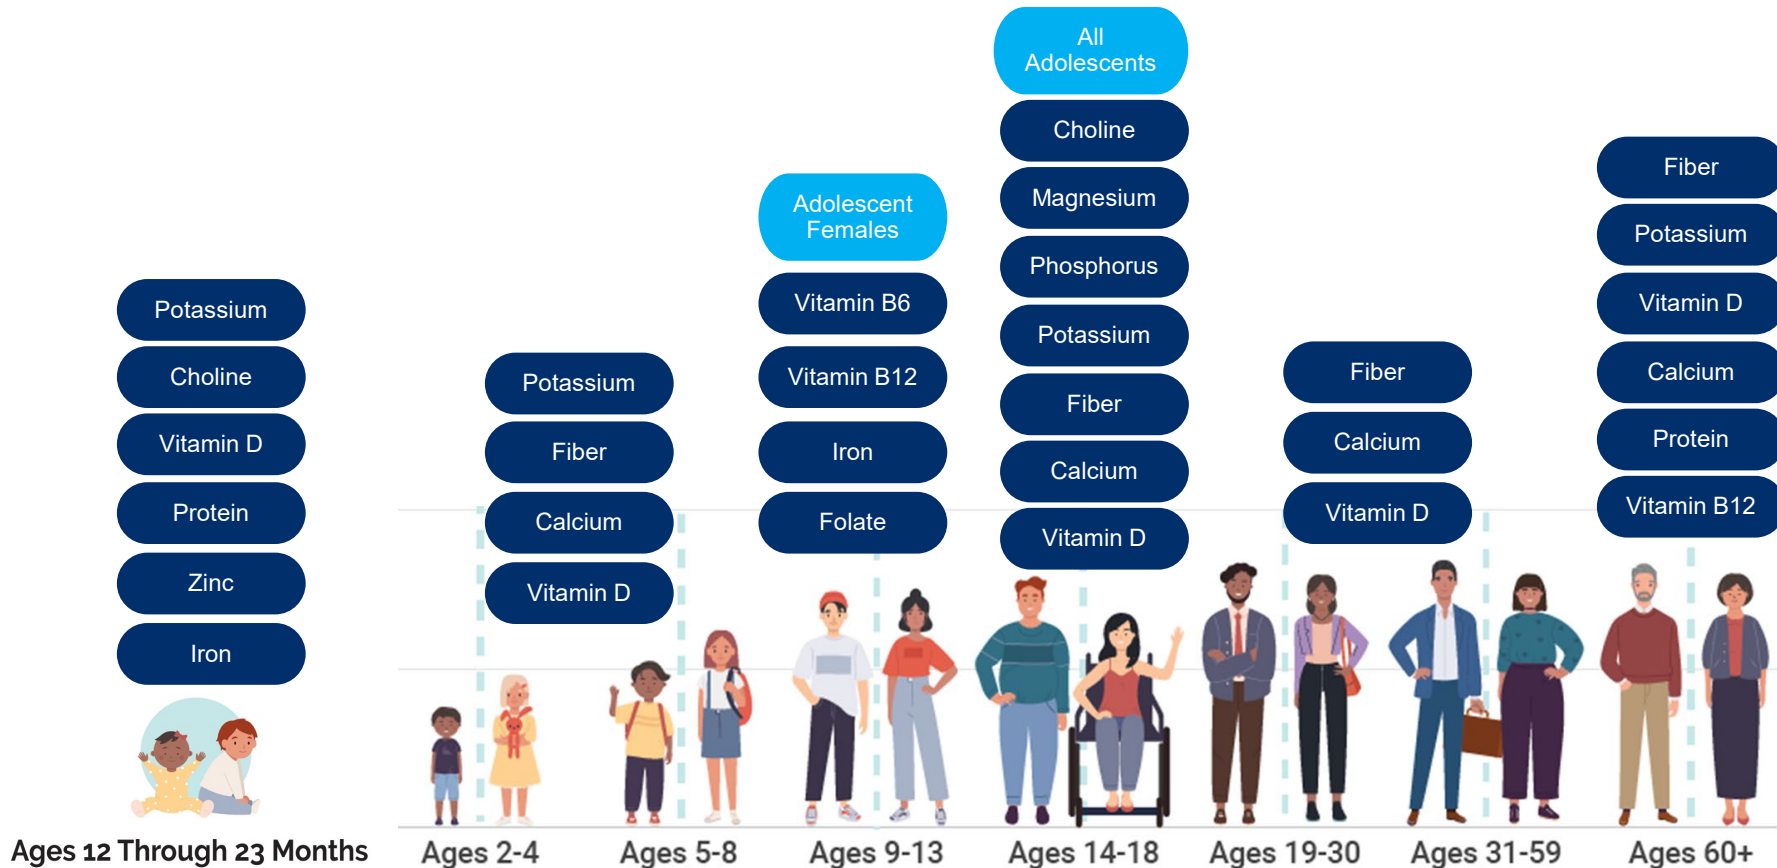 Potassium
Choline
Vitamin D
Protein
Zinc
Iron
Ages 12 Through 23 Months
Potassium
Fiber
Calcium
Vitamin D
Ages 2-4
Ages 5-8
Adolescent
Females
Vitamin B6
Vitamin B12
Iron
Folate
Ages 9-13
All
Adolescents
Choline
Magnesium
Phosphorus
Potassium
Fiber
Calcium
Vitamin D
Ages 14-18
Fiber
Calcium
Vitamin D
Ages 19-30
Ages 31-59
Fiber
Potassium
Vitamin D
Calcium
Protein
Vitamin B12
Ages 60+